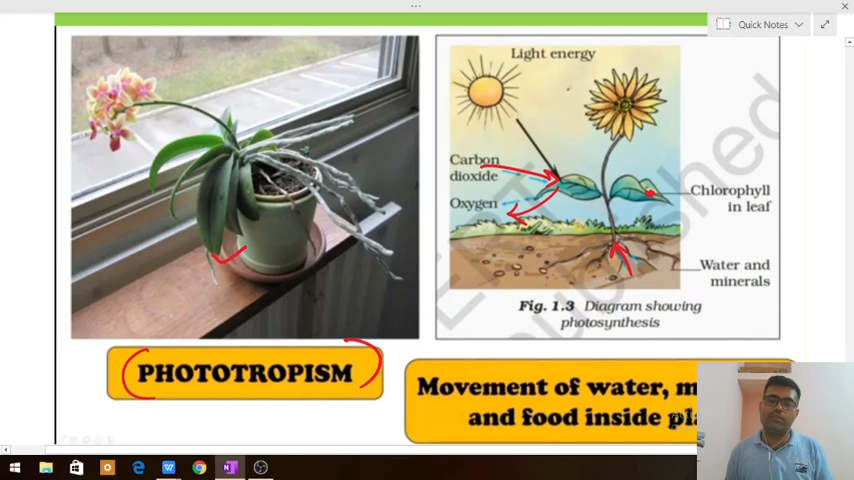 Quick Notes
Light energy
Carbon
dioxide
Oxygen
Chlorophyll
in leaf
Water and
minerals
Fig. 1.3 Diagram showing
photosynthesis
PHOTOTROPISM
Movement of water, m
and food inside pla